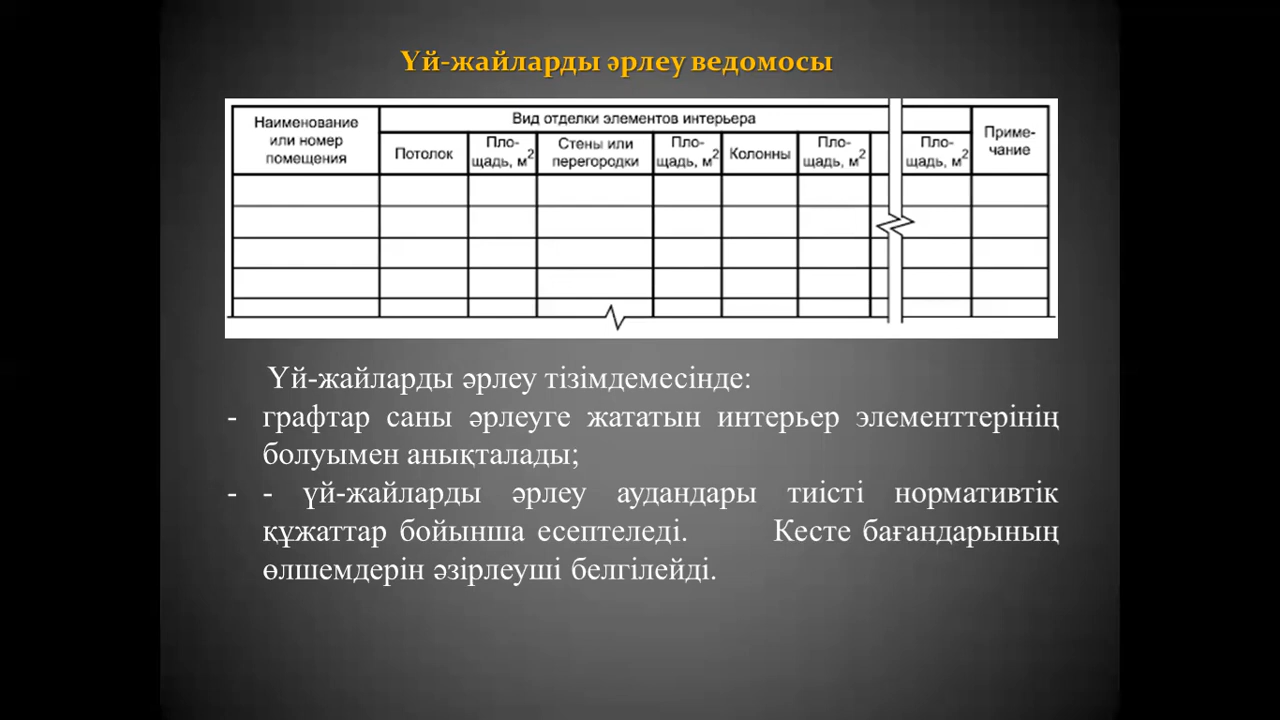 Үй-жайларды әрлеу ведомосы
Наименование или номер помещения
Вид отделки элементов интерьера
Приме-чание
Потолок
Пло-щадь, м²
Стены или перегородки
Пло-щадь, м²
Колонны
Пло-щадь, м²
Пло-щадь, м²
Үй-жайларды әрлеу тізімдемесінде:
- графтар саны әрлеуге жататын интерьер элементтерінің
болуымен анықталады;
- - үй-жайларды әрлеу аудандары тиісті нормативтік
құжаттар бойынша есептеледі. Кесте бағандарының
өлшемдерін әзірлеуші белгілейді.